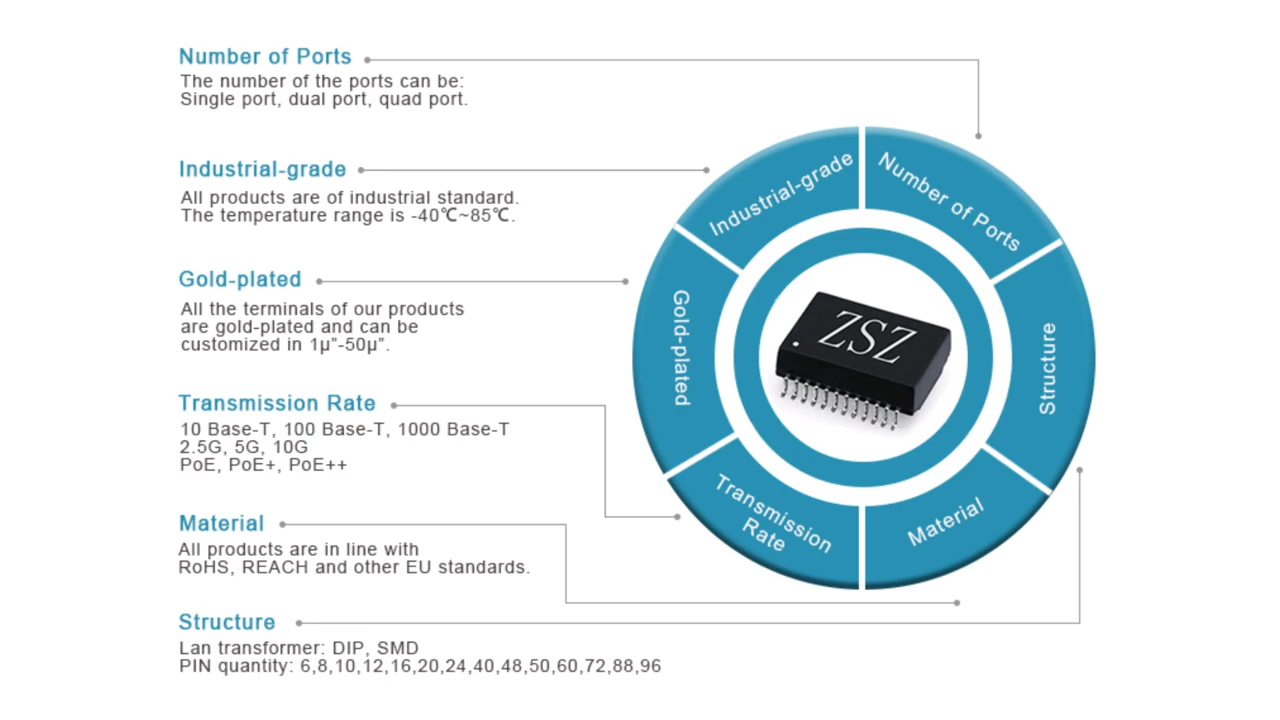 Number of Ports
The number of the ports can be:
Single port, dual port, quad port.
Industrial-grade
All products are of industrial standard.
The temperature range is -40℃~85℃.
Gold-plated
All the terminals of our products
are gold-plated and can be
customized in 1μ”-50μ”.
Transmission Rate
10 Base-T, 100 Base-T, 1000 Base-T
2.5G, 5G, 10G
PoE, PoE+, PoE++
Material
All products are in line with
RoHS, REACH and other EU standards.
Structure
Lan transformer: DIP, SMD
PIN quantity: 6,8,10,12,16,20,24,40,48,50,60,72,88,96
Industrial-grade
Number of Ports
Gold-plated
Structure
Transmission
Rate
Material
ZSZ